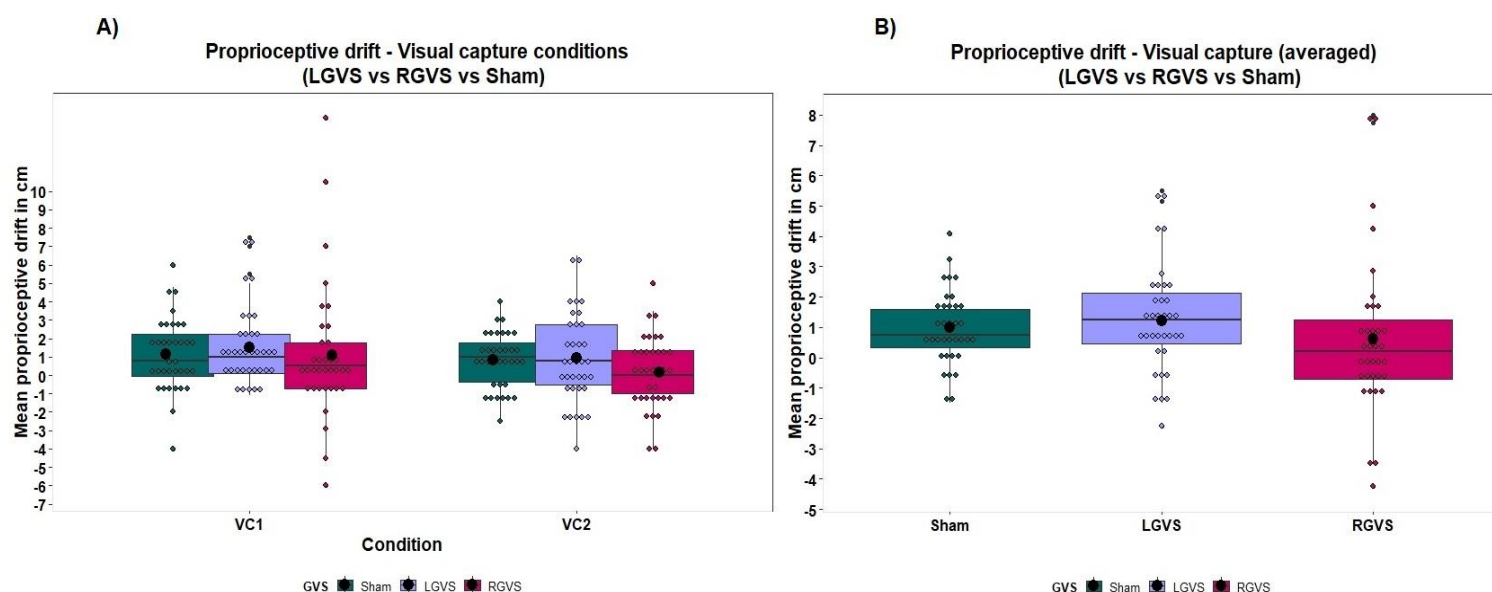 A)
Proprioceptive drift - Visual capture conditions
(LGVS vs RGVS vs Sham)
Mean proprioceptive drift in cm
10
9
8
7
6
5
4
3
2
1
0
-1
-2
-3
-4
-5
-6
-7
VC1
VC2
Condition
GVS Sham LGVS RGVS
B)
Proprioceptive drift - Visual capture (averaged)
(LGVS vs RGVS vs Sham)
Mean proprioceptive drift in cm
8
7
6
5
4
3
2
1
0
-1
-2
-3
-4
-5
Sham
LGVS
RGVS
GVS Sham LGVS RGVS